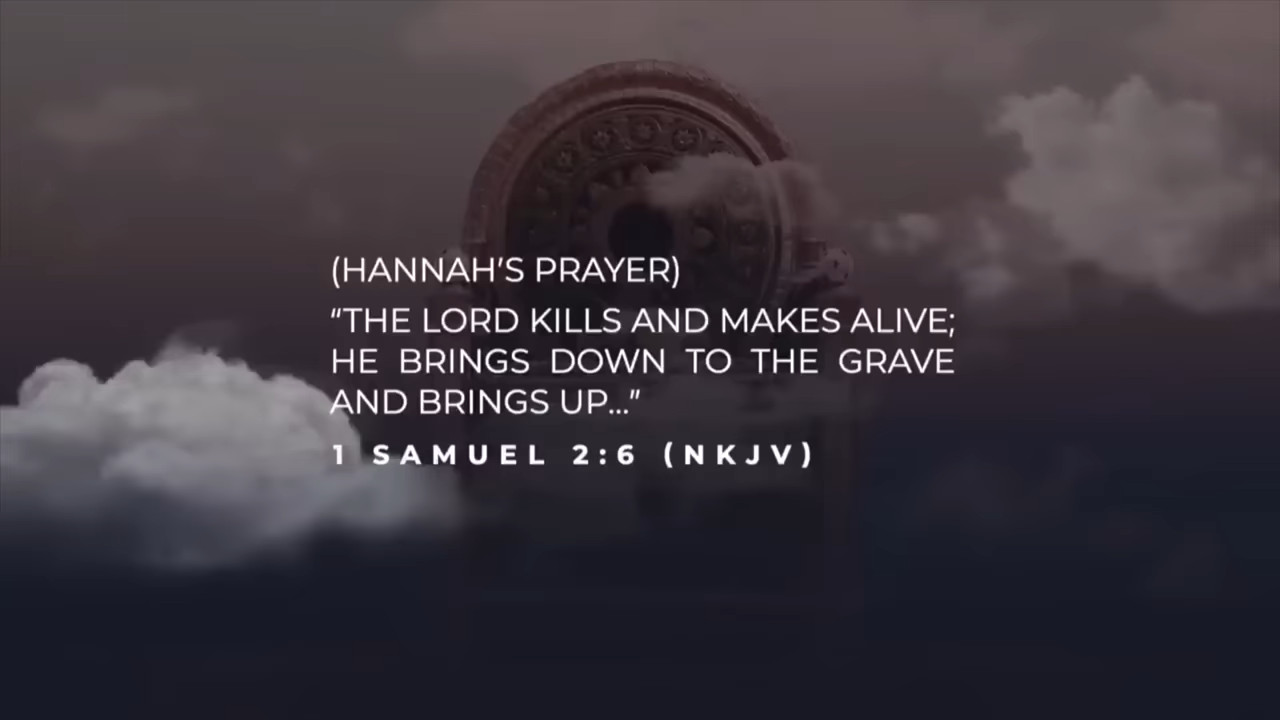 (HANNAH’S PRAYER)
“THE LORD KILLS AND MAKES ALIVE;
HE BRINGS DOWN TO THE GRAVE
AND BRINGS UP...”
1 SAMUEL 2:6 (NKJV)